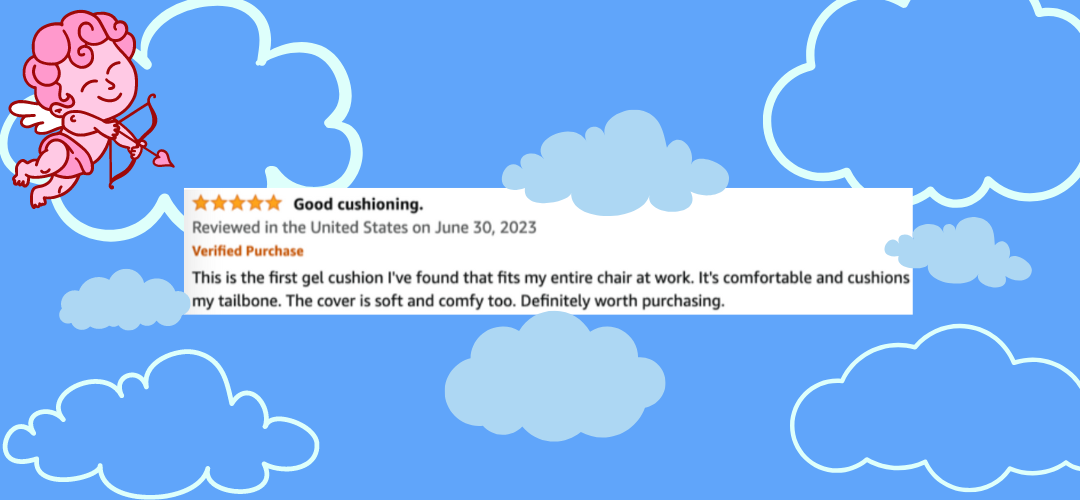 Good cushioning.
Reviewed in the United States on June 30, 2023
Verified Purchase
This is the first gel cushion I've found that fits my entire chair at work. It's comfortable and cushions
my tailbone. The cover is soft and comfy too. Definitely worth purchasing.